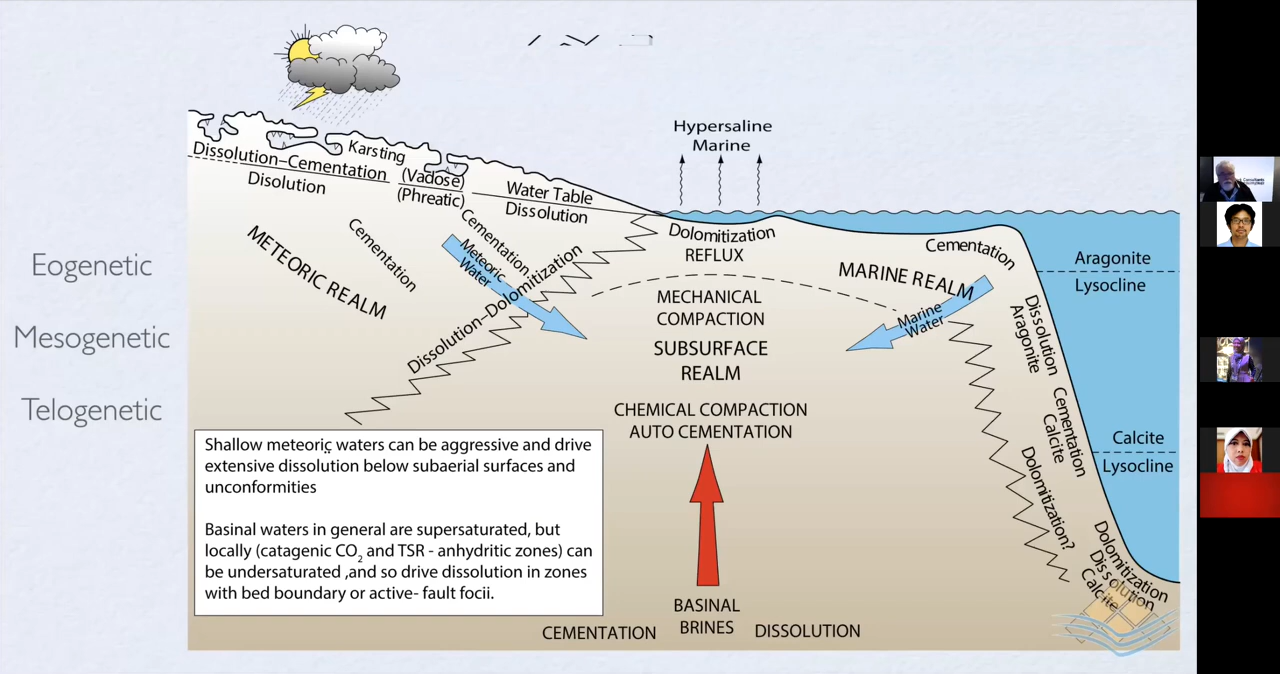 Hypersaline
Marine
Karsting
Dissolution–Cementation
(Vadose)
Disolution
(Phreatic)
Water Table
Dissolution
Cementation
Cementation
Meteoric
Water
METEORIC REALM
Dissolution–Dolomitization
Dolomitization
REFLUX
Cementation
MARINE REALM
Marine
Water
Aragonite
Lysocline
Eogenetic
Mesogenetic
Telogenetic
MECHANICAL
COMPACTION
SUBSURFACE
REALM
CHEMICAL COMPACTION
AUTO CEMENTATION
Dissolution
Aragonite
Cementation
Calcite
Calcite
Lysocline
Dolomitization?
Dolomitization
Dissolution
Calcite
Shallow meteoric waters can be aggressive and drive
extensive dissolution below subaerial surfaces and
unconformities
Basinal waters in general are supersaturated, but
locally (catagenic CO2 and TSR - anhydritic zones) can
be undersaturated ,and so drive dissolution in zones
with bed boundary or active- fault focii.
BASINAL
BRINES
CEMENTATION
DISSOLUTION